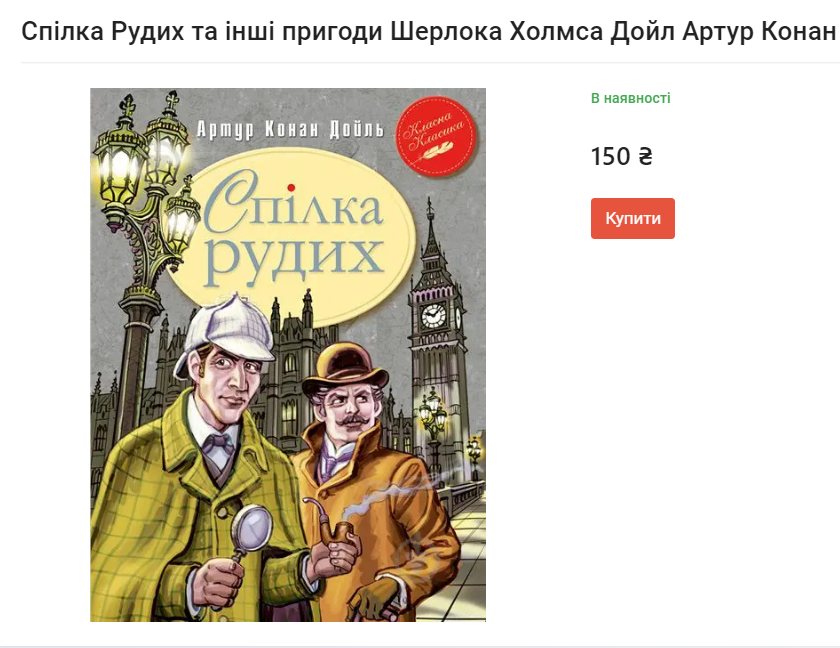 Спілка Рудих та інші пригоди Шерлока Холмса Дойл Артур Конан
Артур Конан Дойль
Класна
Класика
Спілка
рудих
В наявності
150 ₴
Купити